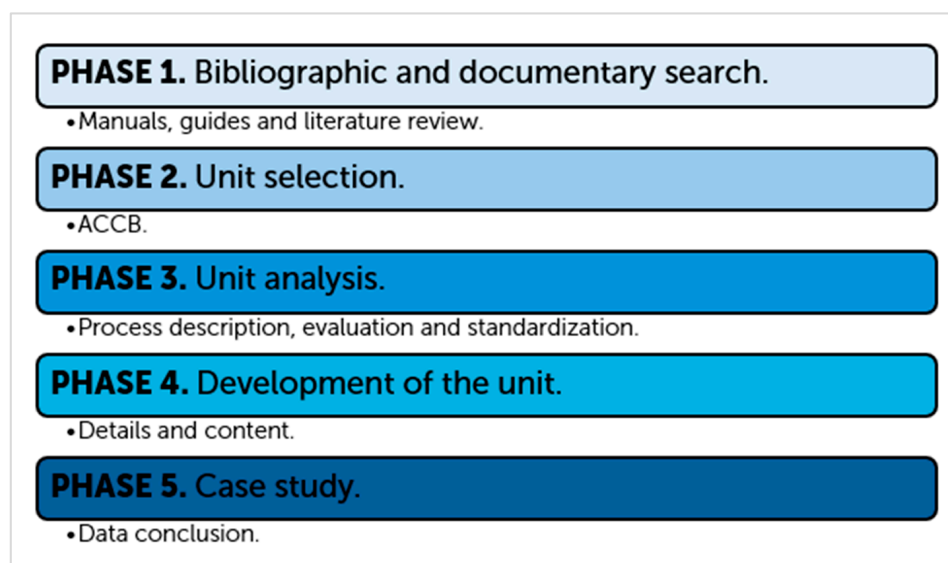 PHASE 1. Bibliographic and documentary search.
•Manuals, guides and literature review.
PHASE 2. Unit selection.
•ACCB.
PHASE 3. Unit analysis.
•Process description, evaluation and standardization.
PHASE 4. Development of the unit.
•Details and content.
PHASE 5. Case study.
•Data conclusion.